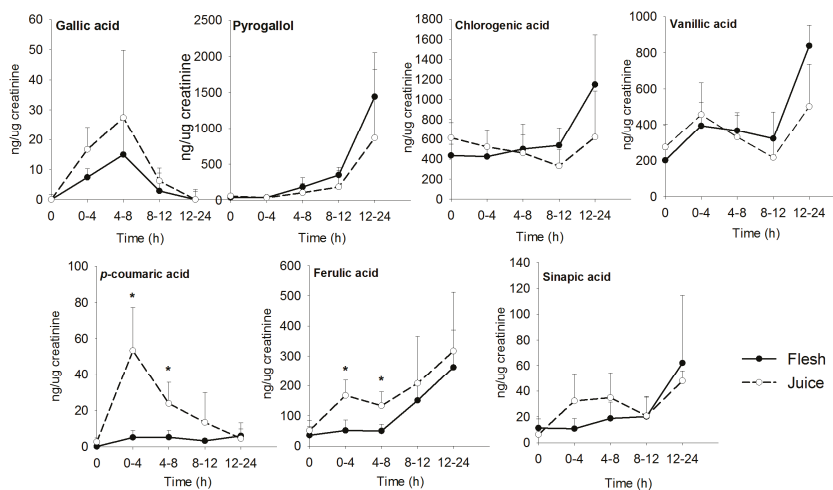 Gallic acid
ng/ug creatinine
60
50
40
30
20
10
0
0 0-4 4-8 8-12 12-24
Time (h)
Pyrogallol
ng/ug creatinine
2500
2000
1500
1000
500
0
0 0-4 4-8 8-12 12-24
Time (h)
Chlorogenic acid
ng/ug creatinine
1800
1600
1400
1200
1000
800
600
400
200
0
0 0-4 4-8 8-12 12-24
Time (h)
Vanillic acid
ng/ug creatinine
1000
800
600
400
200
0
0 0-4 4-8 8-12 12-24
Time (h)
p-coumaric acid
ng/ug creatinine
100
80
60
40
20
0
*
*
0 0-4 4-8 8-12 12-24
Time (h)
Ferulic acid
ng/ug creatinine
600
500
400
300
200
100
0
* *
0 0-4 4-8 8-12 12-24
Time (h)
Sinapic acid
ng/ug creatinine
140
120
100
80
60
40
20
0
0 0-4 4-8 8-12 12-24
Time (h)
Flesh
Juice